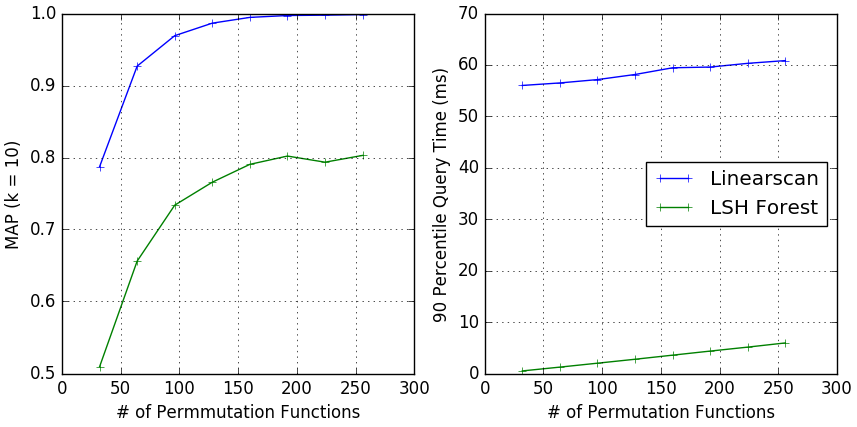 MAP (k = 10)
1.0
0.9
0.8
0.7
0.6
0.5
0 50 100 150 200 250 300
# of Permmutation Functions
90 Percentile Query Time (ms)
70
60
50
40
30
20
10
0
0 50 100 150 200 250 300
# of Permutation Functions
Linearscan
LSH Forest